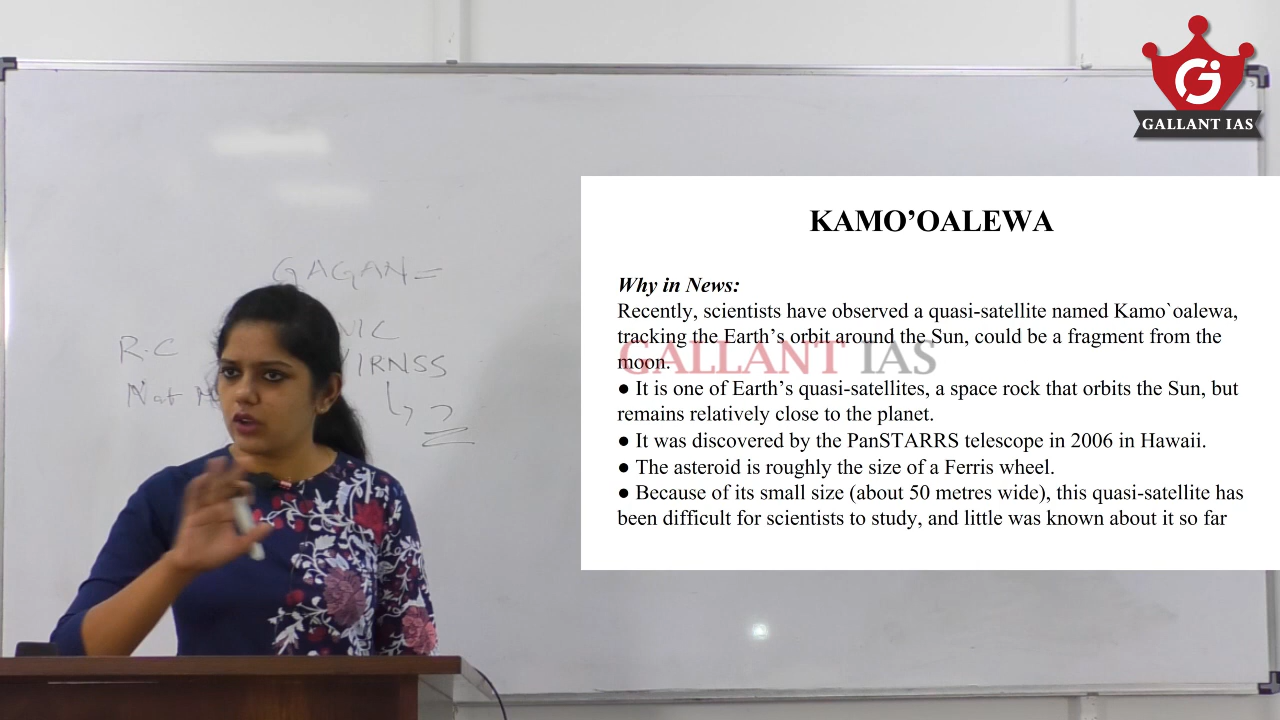 GALLANT IAS
KAMO’OALEWA
Why in News:
Recently, scientists have observed a quasi-satellite named Kamo`oalewa,
tracking the Earth’s orbit around the Sun, could be a fragment from the
moon.
GALLANT IAS
● It is one of Earth’s quasi-satellites, a space rock that orbits the Sun, but
remains relatively close to the planet.
● It was discovered by the PanSTARRS telescope in 2006 in Hawaii.
● The asteroid is roughly the size of a Ferris wheel.
● Because of its small size (about 50 metres wide), this quasi-satellite has
been difficult for scientists to study, and little was known about it so far
GAGAN=
R.C
IRNSS